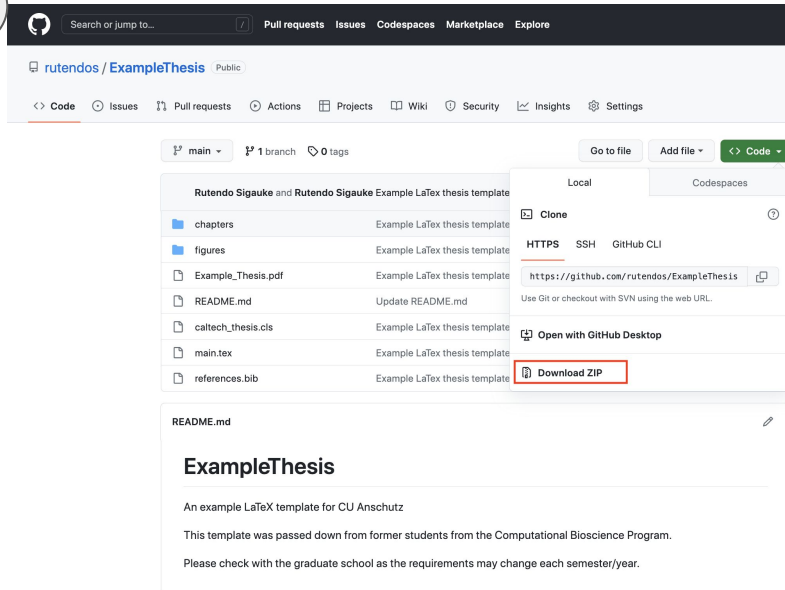 Search or jump to... / Pull requests Issues Codespaces Marketplace Explore
rutendos / ExampleThesis Public
<> Code Issues Pull requests Actions Projects Wiki Security Insights Settings
main 1 branch 0 tags Go to file Add file <> Code
Local Codespaces
Rutendo Sigauke and Rutendo Sigauke Example LaTex thesis template
Clone
chapters Example LaTex thesis template
HTTPS SSH GitHub CLI
figures Example LaTex thesis template
https://github.com/rutendos/ExampleThesis
Example_Thesis.pdf Example LaTex thesis template
Use Git or checkout with SVN using the web URL.
README.md Update README.md
caltech_thesis.cls Example LaTex thesis template
Open with GitHub Desktop
main.tex Example LaTex thesis template
references.bib Example LaTex thesis template
Download ZIP
README.md
ExampleThesis
An example LaTeX template for CU Anschutz
This template was passed down from former students from the Computational Bioscience Program.
Please check with the graduate school as the requirements may change each semester/year.